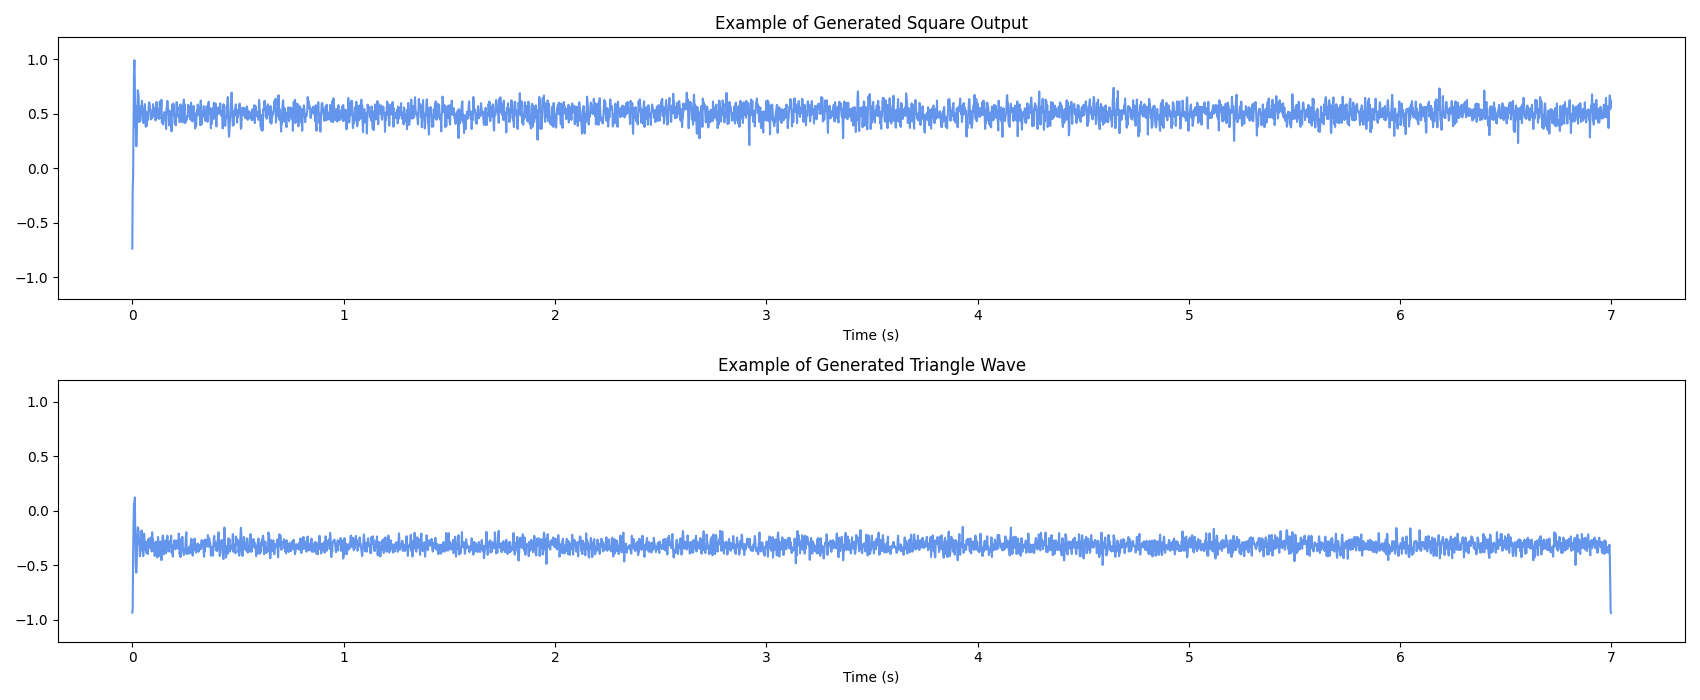 Example of Generated Square Output
1.0
0.5
0.0
−0.5
−1.0
0 1 2 3 4 5 6 7
Time (s)
Example of Generated Triangle Wave
1.0
0.5
0.0
−0.5
−1.0
0 1 2 3 4 5 6 7
Time (s)